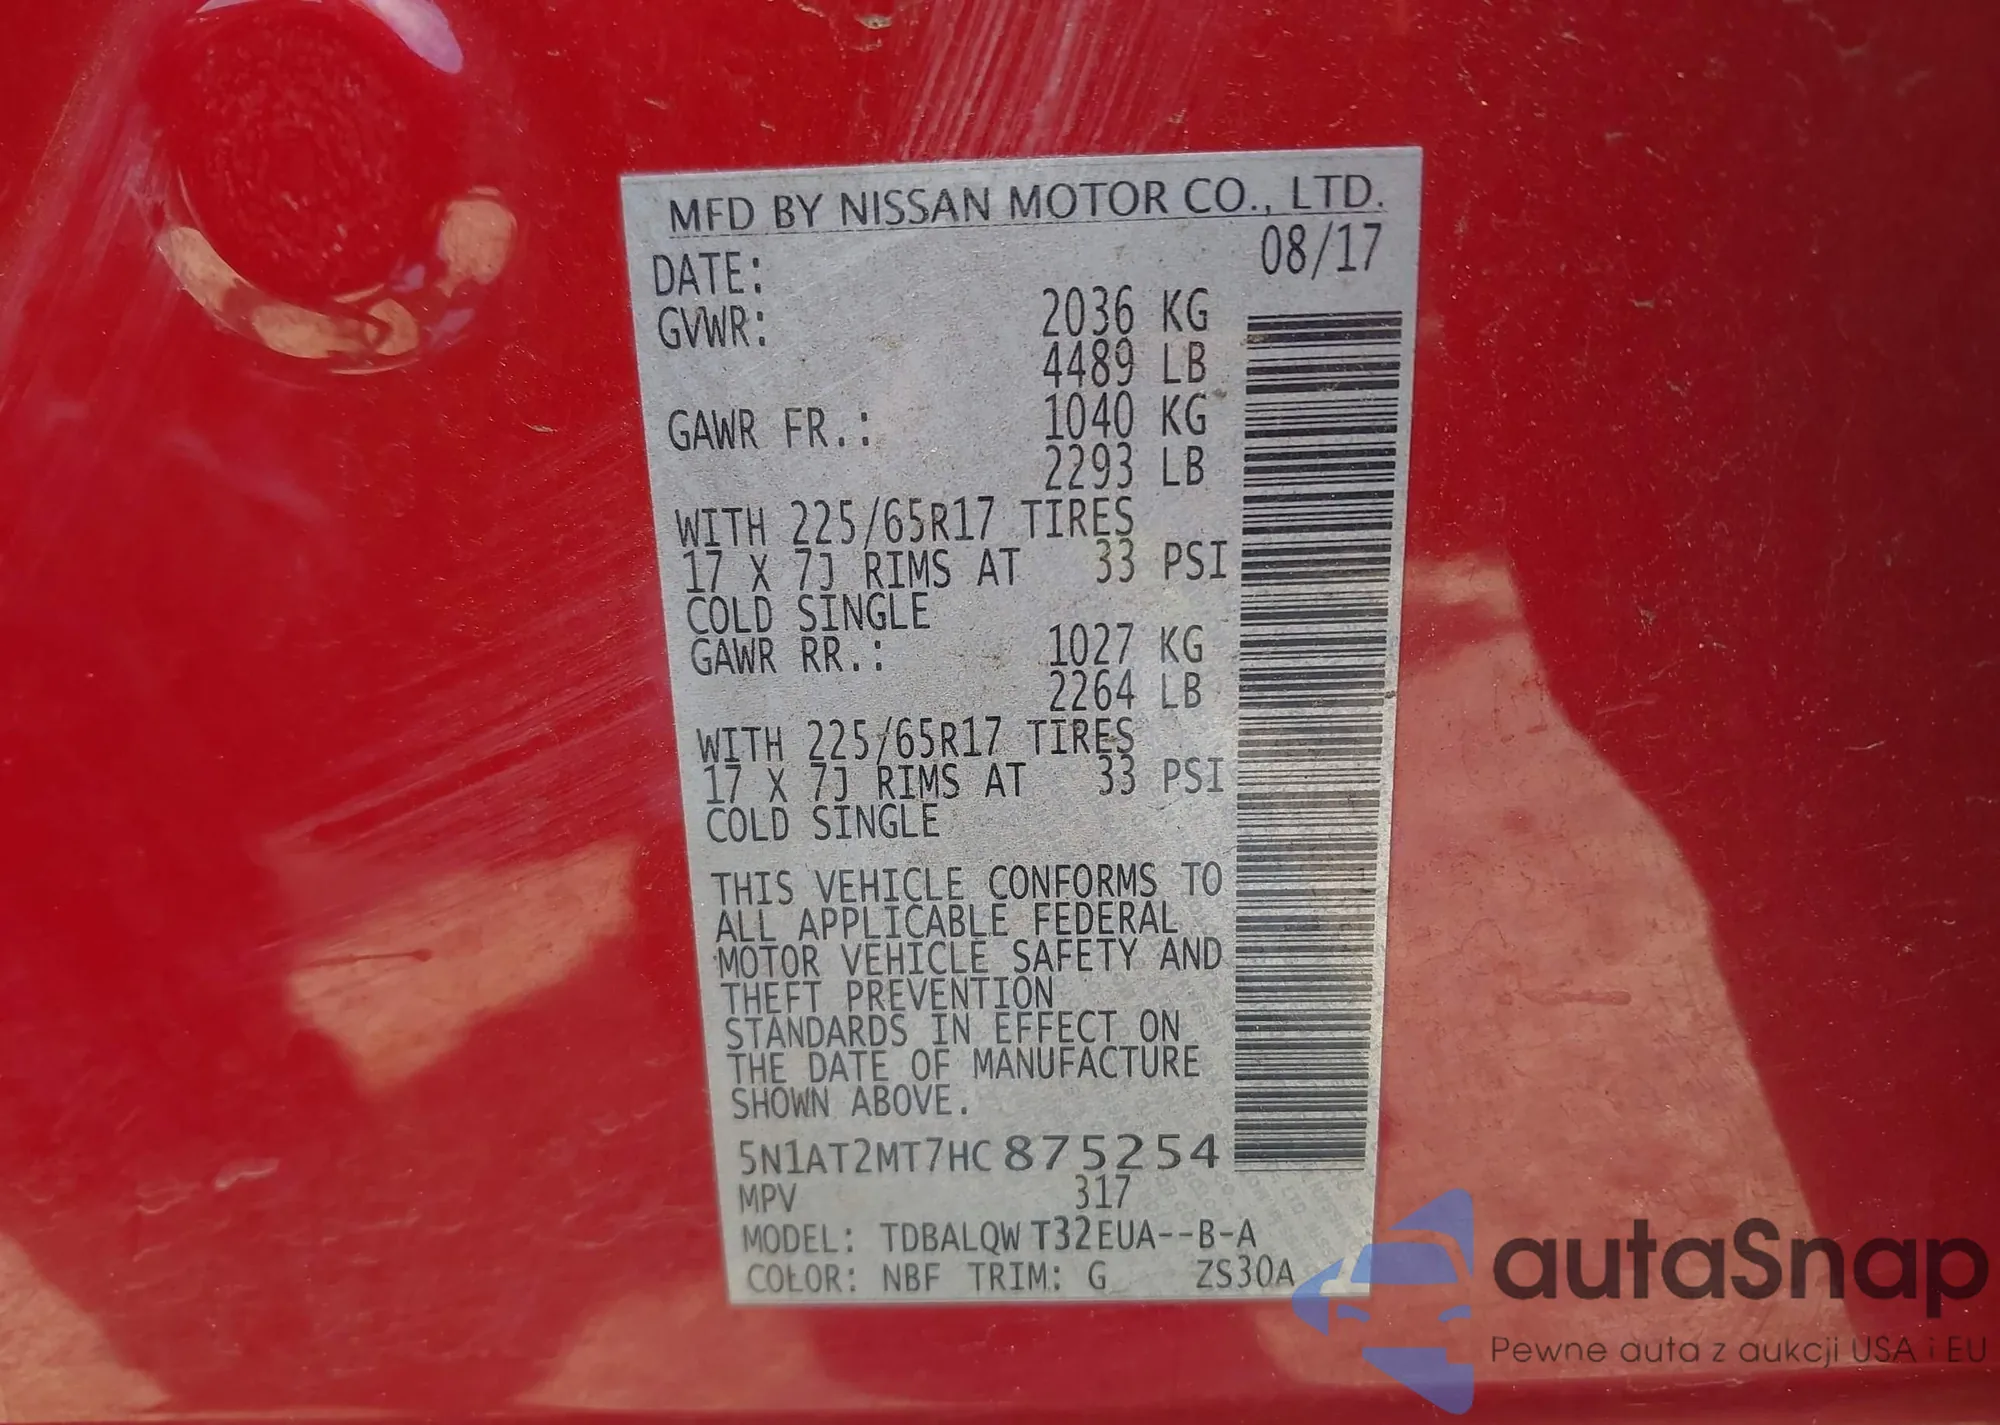 MFD BY NISSAN MOTOR CO., LTD.
DATE: 08/17
GVWR: 2036 KG
4489 LB
GAWR FR.: 1040 KG
2293 LB
WITH 225/65R17 TIRES
17 X 7J RIMS AT 33 PSI
COLD SINGLE
GAWR RR.: 1027 KG
2264 LB
WITH 225/65R17 TIRES
17 X 7J RIMS AT 33 PSI
COLD SINGLE
THIS VEHICLE CONFORMS TO
ALL APPLICABLE FEDERAL
MOTOR VEHICLE SAFETY AND
THEFT PREVENTION
STANDARDS IN EFFECT ON
THE DATE OF MANUFACTURE
SHOWN ABOVE.
5N1AT2MT7HC875254
MPV 317
MODEL: TDBALQW T32EUA--B-A
COLOR: NBF TRIM: G ZS30A
autaSnap
Pewne auta z aukcji USA i EU